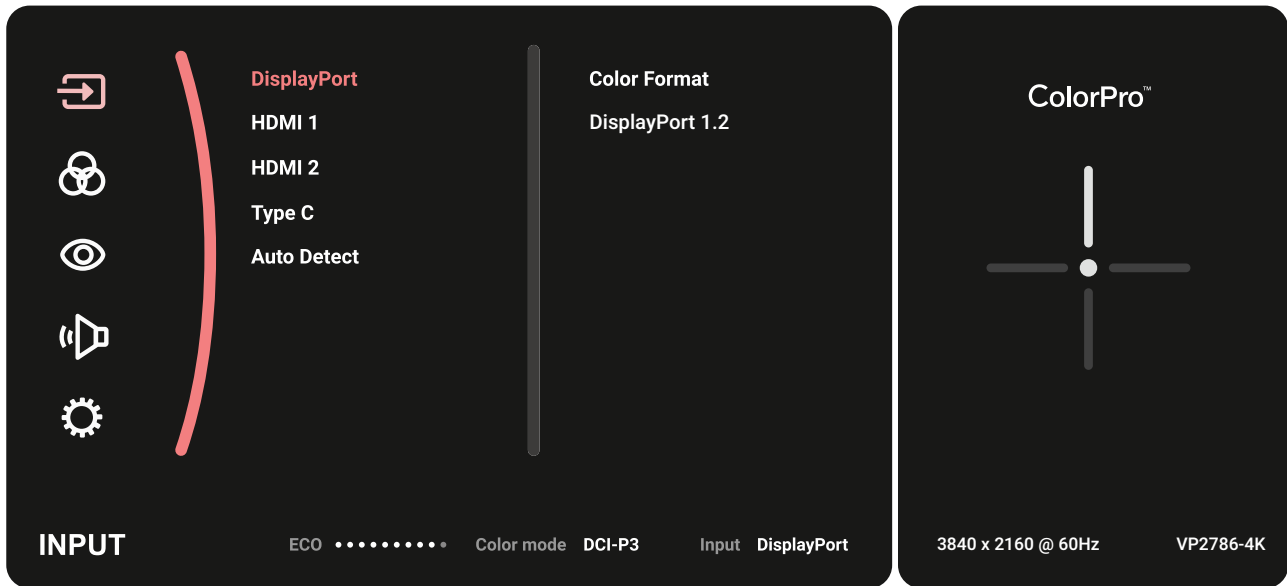 DisplayPort
HDMI 1
HDMI 2
Type C
Auto Detect
Color Format
DisplayPort 1.2
INPUT
ECO
Color mode DCI-P3
Input DisplayPort
ColorPro™
3840 x 2160 @ 60Hz
VP2786-4K